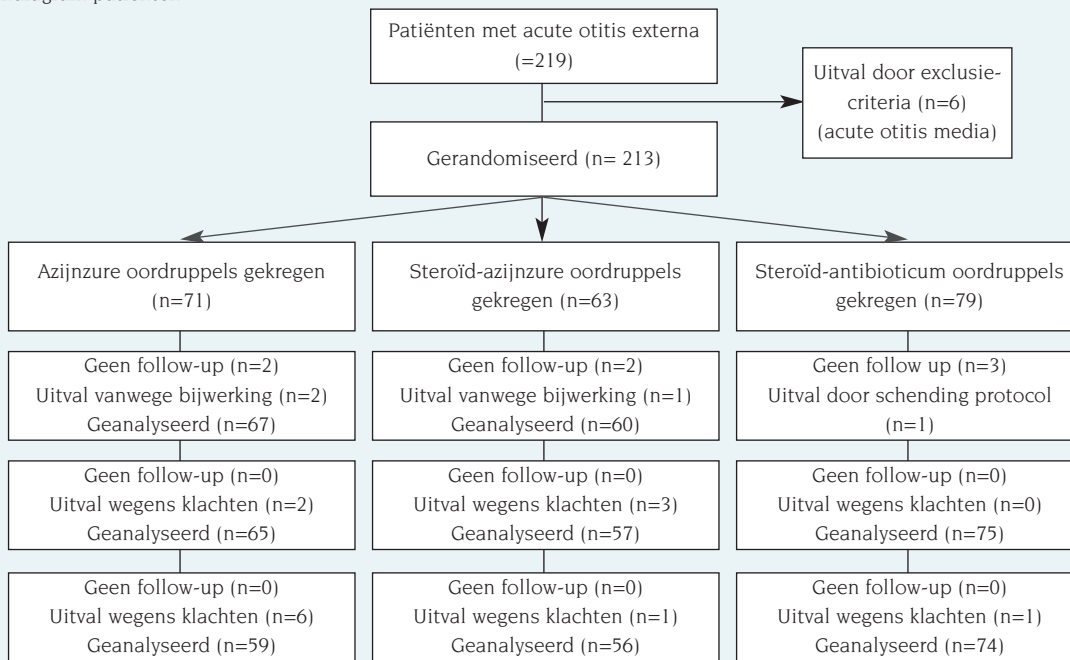 Patiënten met acute otitis externa
(=219)
Uitval door exclusie-
criteria (n=6)
(acute otitis media)
Gerandomiseerd (n= 213)
Azijnzure oordruppels gekregen
(n=71)
Steroïd-azijnzure oordruppels
gekregen (n=63)
Steroïd-antibioticum oordruppels
gekregen (n=79)
Geen follow-up (n=2)
Uitval vanwege bijwerking (n=2)
Geanalyseerd (n=67)
Geen follow-up (n=2)
Uitval vanwege bijwerking (n=1)
Geanalyseerd (n=60)
Geen follow up (n=3)
Uitval door schending protocol
(n=1)
Geen follow-up (n=0)
Uitval wegens klachten (n=2)
Geanalyseerd (n=65)
Geen follow-up (n=0)
Uitval wegens klachten (n=3)
Geanalyseerd (n=57)
Geen follow-up (n=0)
Uitval wegens klachten (n=0)
Geanalyseerd (n=75)
Geen follow-up (n=0)
Uitval wegens klachten (n=6)
Geanalyseerd (n=59)
Geen follow-up (n=0)
Uitval wegens klachten (n=1)
Geanalyseerd (n=56)
Geen follow-up (n=0)
Uitval wegens klachten (n=1)
Geanalyseerd (n=74)